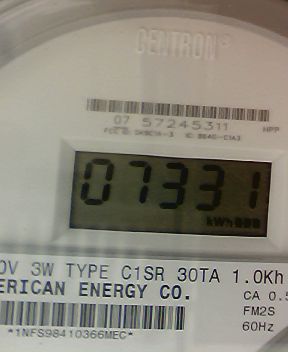 CENTRON®
07 57245311
HPP
07331
kWh
0V 3W TYPE C1SR 30TA 1.0Kh
ERICAN ENERGY CO.
CA 0.5
FM2S
60Hz
*1NFS98410366MEC*